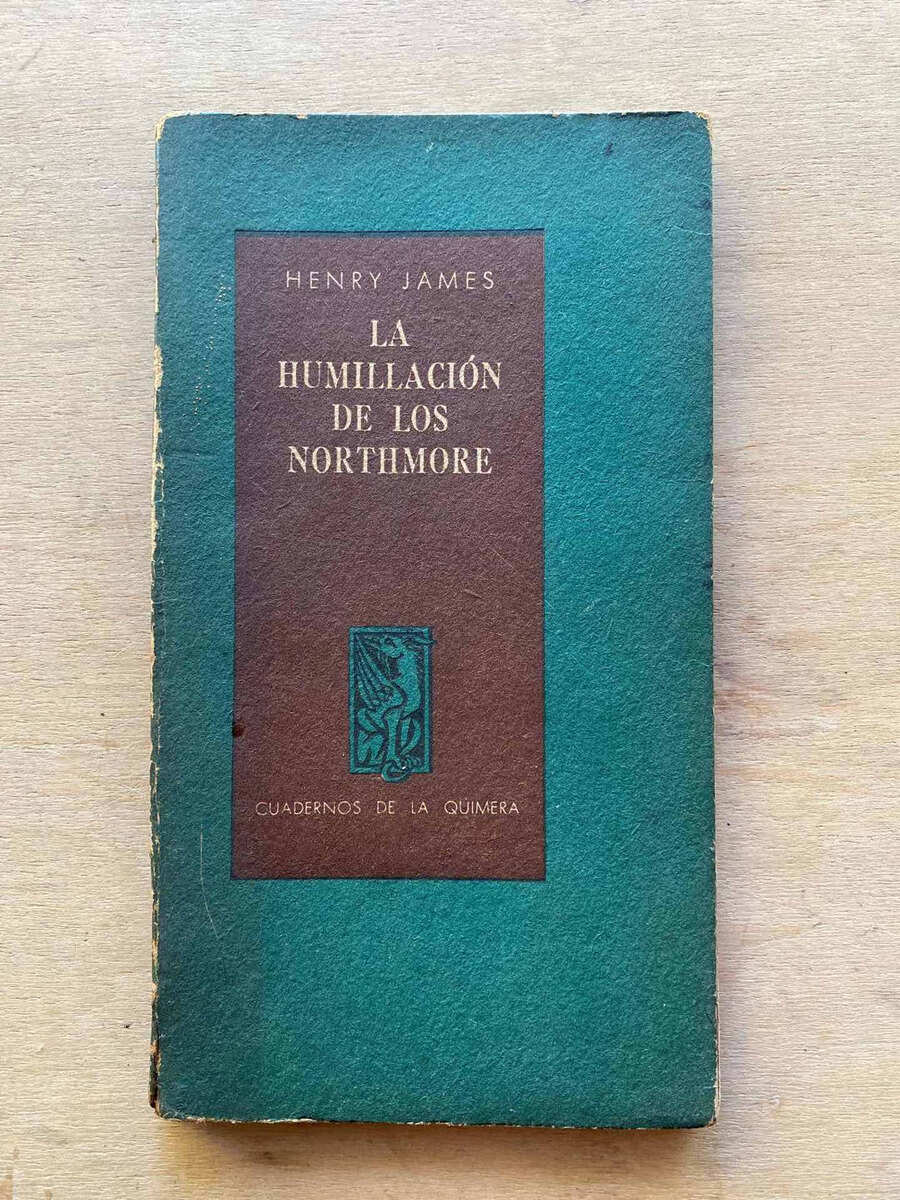 HENRY JAMES
LA
HUMILLACIÓN
DE LOS
NORTHMORE
CUADERNOS DE LA QUIMERA